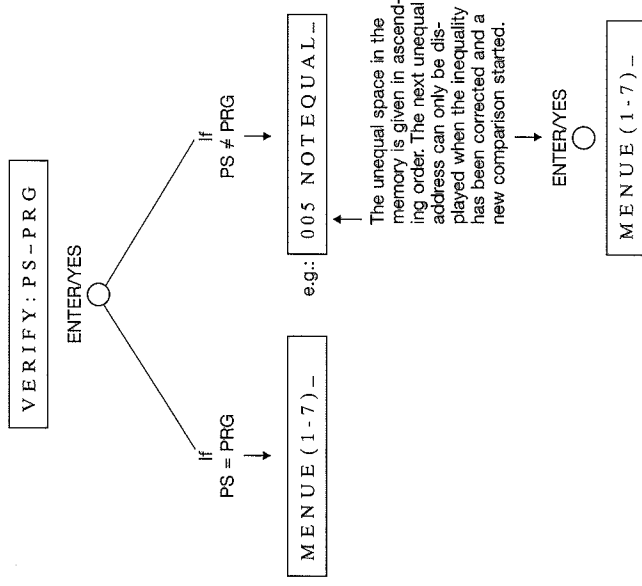 VERIFY: PS-PRG
ENTER/YES
If
PS = PRG
MENUE (1-7)_
If
PS ≠ PRG
e.g.: 005 NOTEQUAL_
The unequal space in the
memory is given in ascend-
ing order. The next unequal
address can only be dis-
played when the inequality
has been corrected and a
new comparison started.
ENTER/YES
MENUE (1-7)_